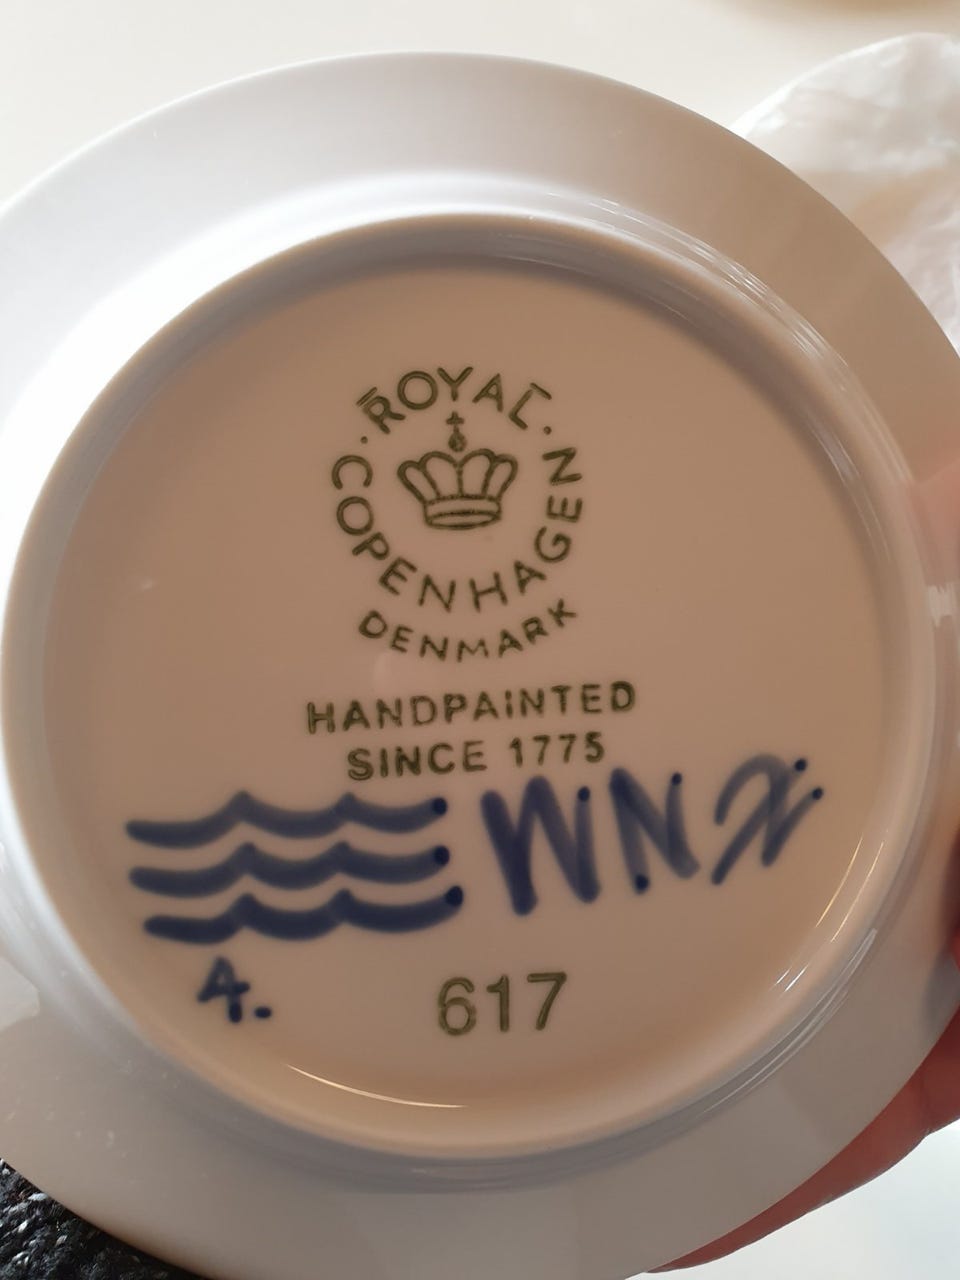 ROYAL
COPENHAGEN
DENMARK
HANDPAINTED
SINCE 1775
4.
617